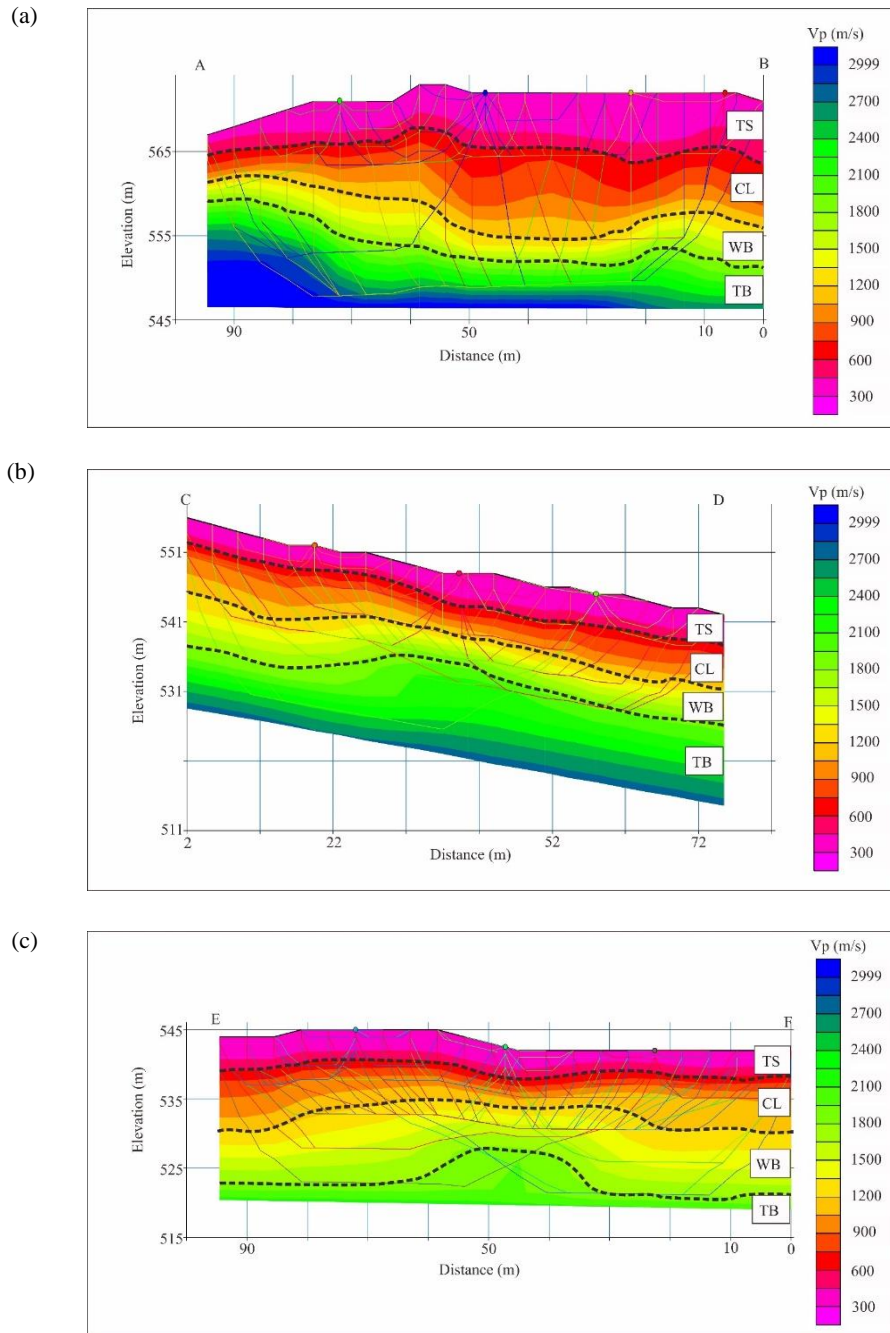 (a)
Vp (m/s)
A
B
2999
2700
2400
2100
1800
1500
1200
900
600
300
TS
CL
WB
TB
565
555
545
Elevation (m)
90
50
10
0
Distance (m)
(b)
Vp (m/s)
C
D
2999
2700
2400
2100
1800
1500
1200
900
600
300
TS
CL
WB
TB
551
541
531
511
Elevation (m)
2
22
52
72
Distance (m)
(c)
Vp (m/s)
E
F
2999
2700
2400
2100
1800
1500
1200
900
600
300
TS
CL
WB
TB
545
535
525
515
Elevation (m)
90
50
10
0
Distance (m)